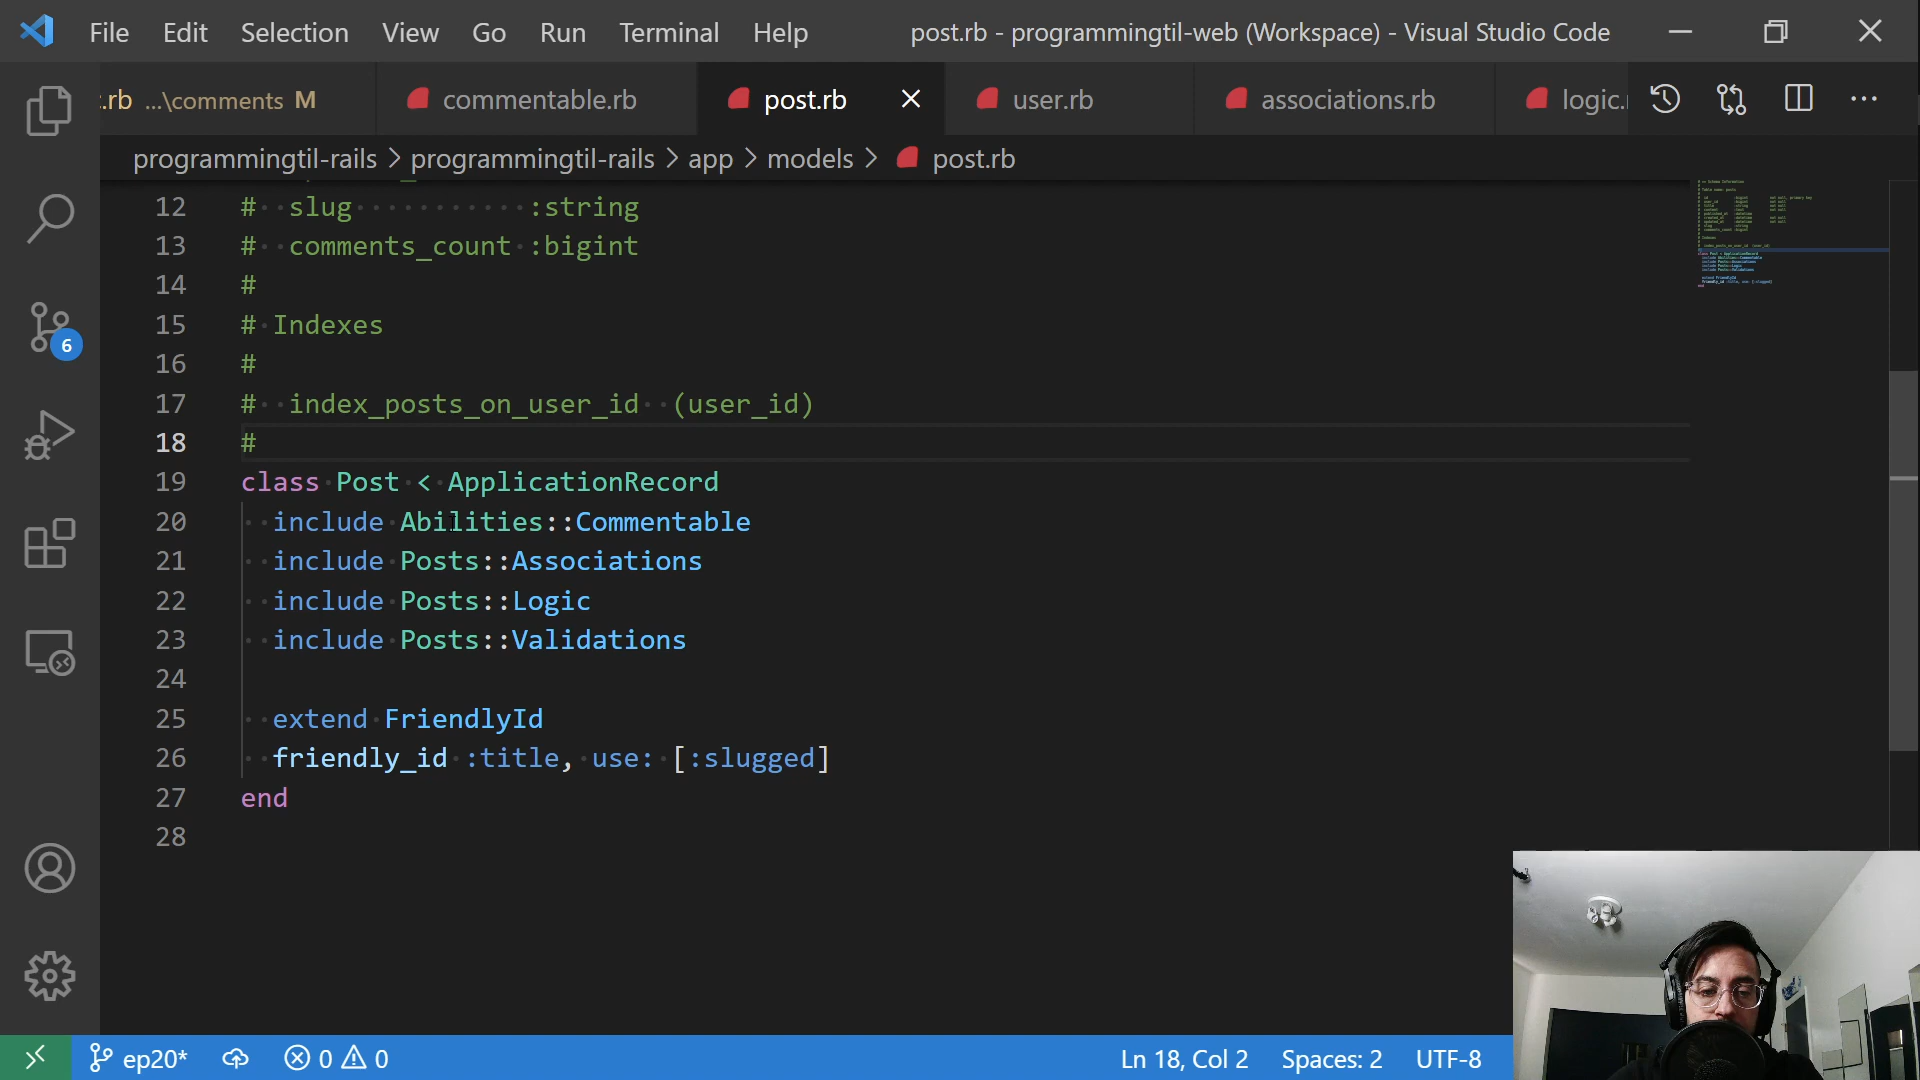 File Edit Selection View Go Run Terminal Help post.rb - programmingtil-web (Workspace) - Visual Studio Code
:.rb ...\comments M commentable.rb post.rb user.rb associations.rb logic.r
programmingtil-rails > programmingtil-rails > app > models > post.rb
12 # slug :string
13 # comments_count :bigint
14 #
15 # Indexes
16 #
17 # index_posts_on_user_id (user_id)
18 #
19 class Post < ApplicationRecord
20 include Abilities::Commentable
21 include Posts::Associations
22 include Posts::Logic
23 include Posts::Validations
24
25 extend FriendlyId
26 friendly_id :title, use: [:slugged]
27 end
28
6
ep20* 0 0 Ln 18, Col 2 Spaces: 2 UTF-8